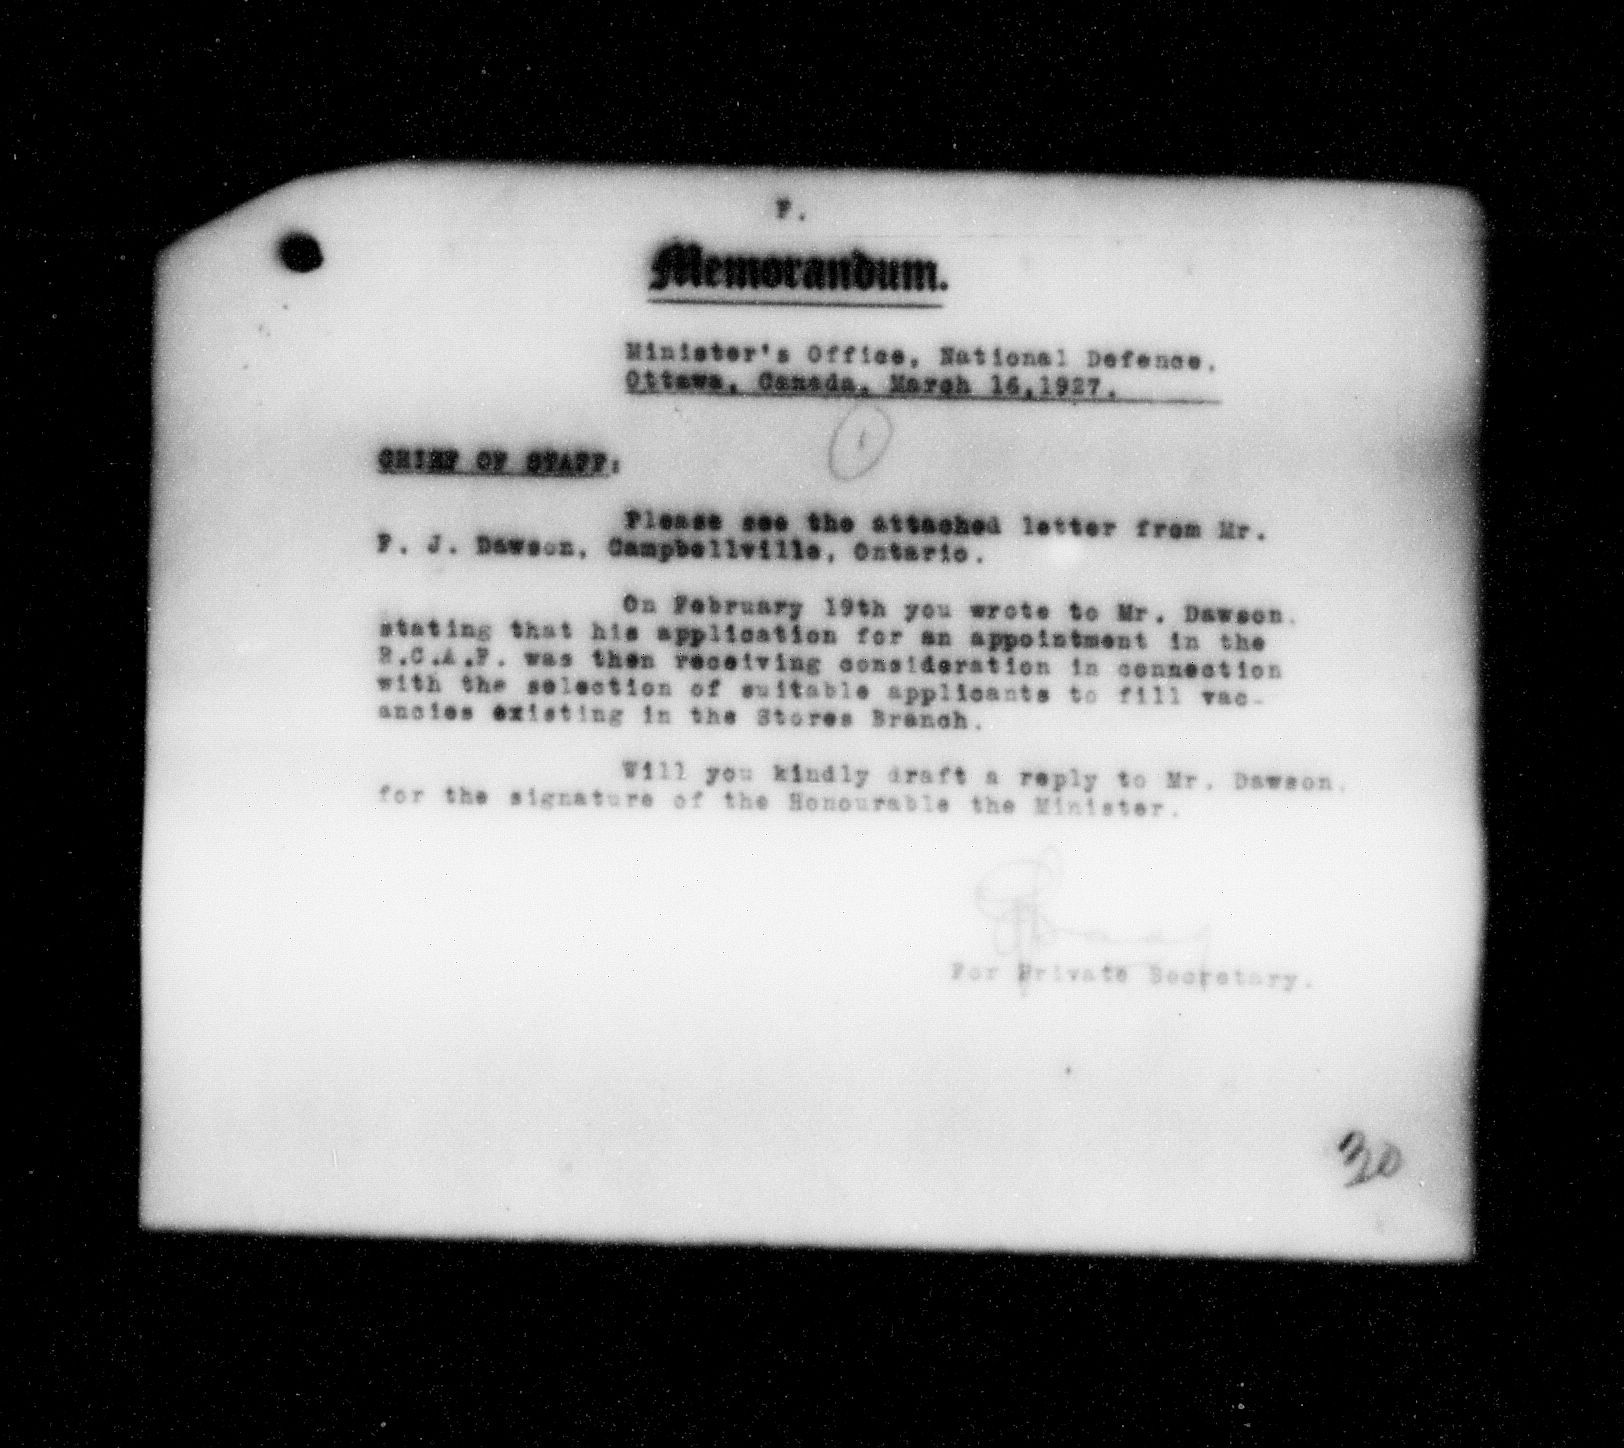 F.
Memorandum.
Minister's Office, National Defence.
Ottawa, Canada, March 16,1927.
1
CHIEF OF STAFF:
Please see the attached letter from Mr.
F. J. Dawson, Campbellville, Ontario.
On February 19th you wrote to Mr. Dawson
stating that his application for an appointment in the
R.C.A.F. was then receiving consideration in connection
with the selection of suitable applicants to fill vac-
ancies existing in the Stores Branch.
Will you kindly draft a reply to Mr. Dawson
for the signature of the Honourable the Minister.
For Private Secretary.